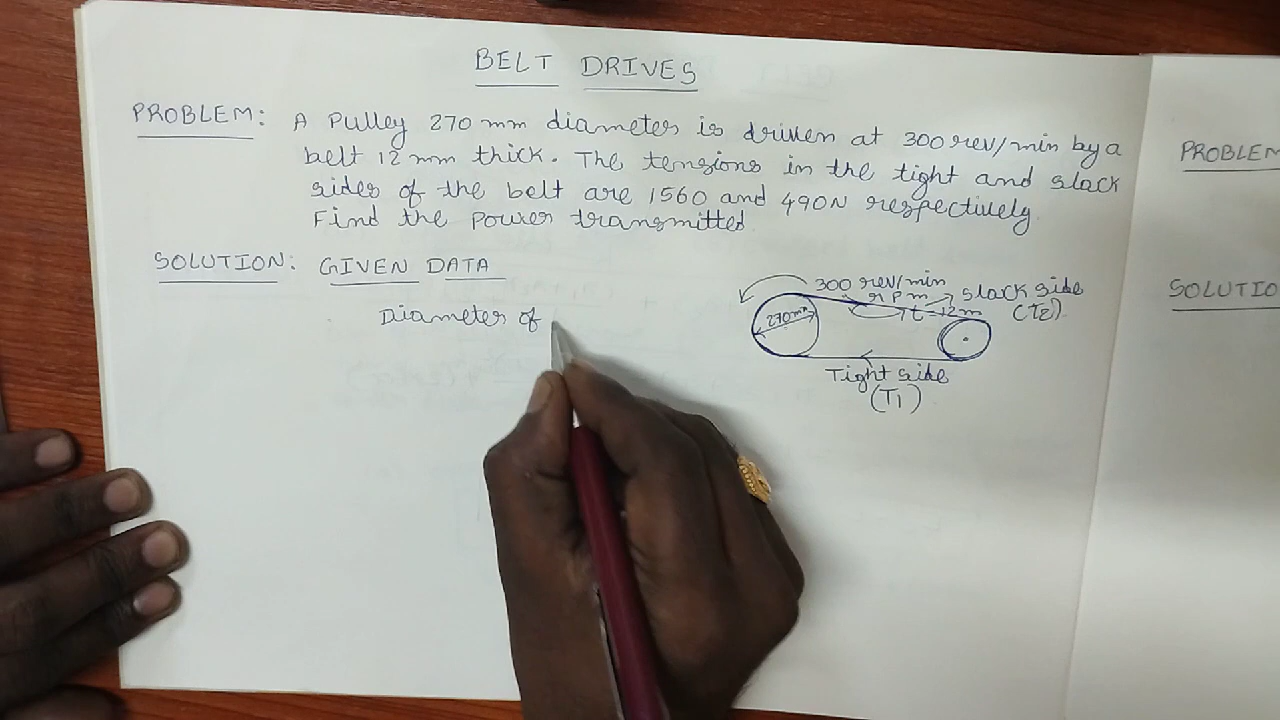 BELT DRIVES
PROBLEM: A Pulley 270 mm diameter is driven at 300 rev/min by a
belt 12 mm thick. The tensions in the tight and slack
sides of the belt are 1560 and 490N respectively.
Find the power transmitted.
SOLUTION: GIVEN DATA
Diameter of
300 rev/min
r p m
slack side
(T2)
270mm
t=12 m
Tight side
(T1)
PROBLEM
SOLUTIO